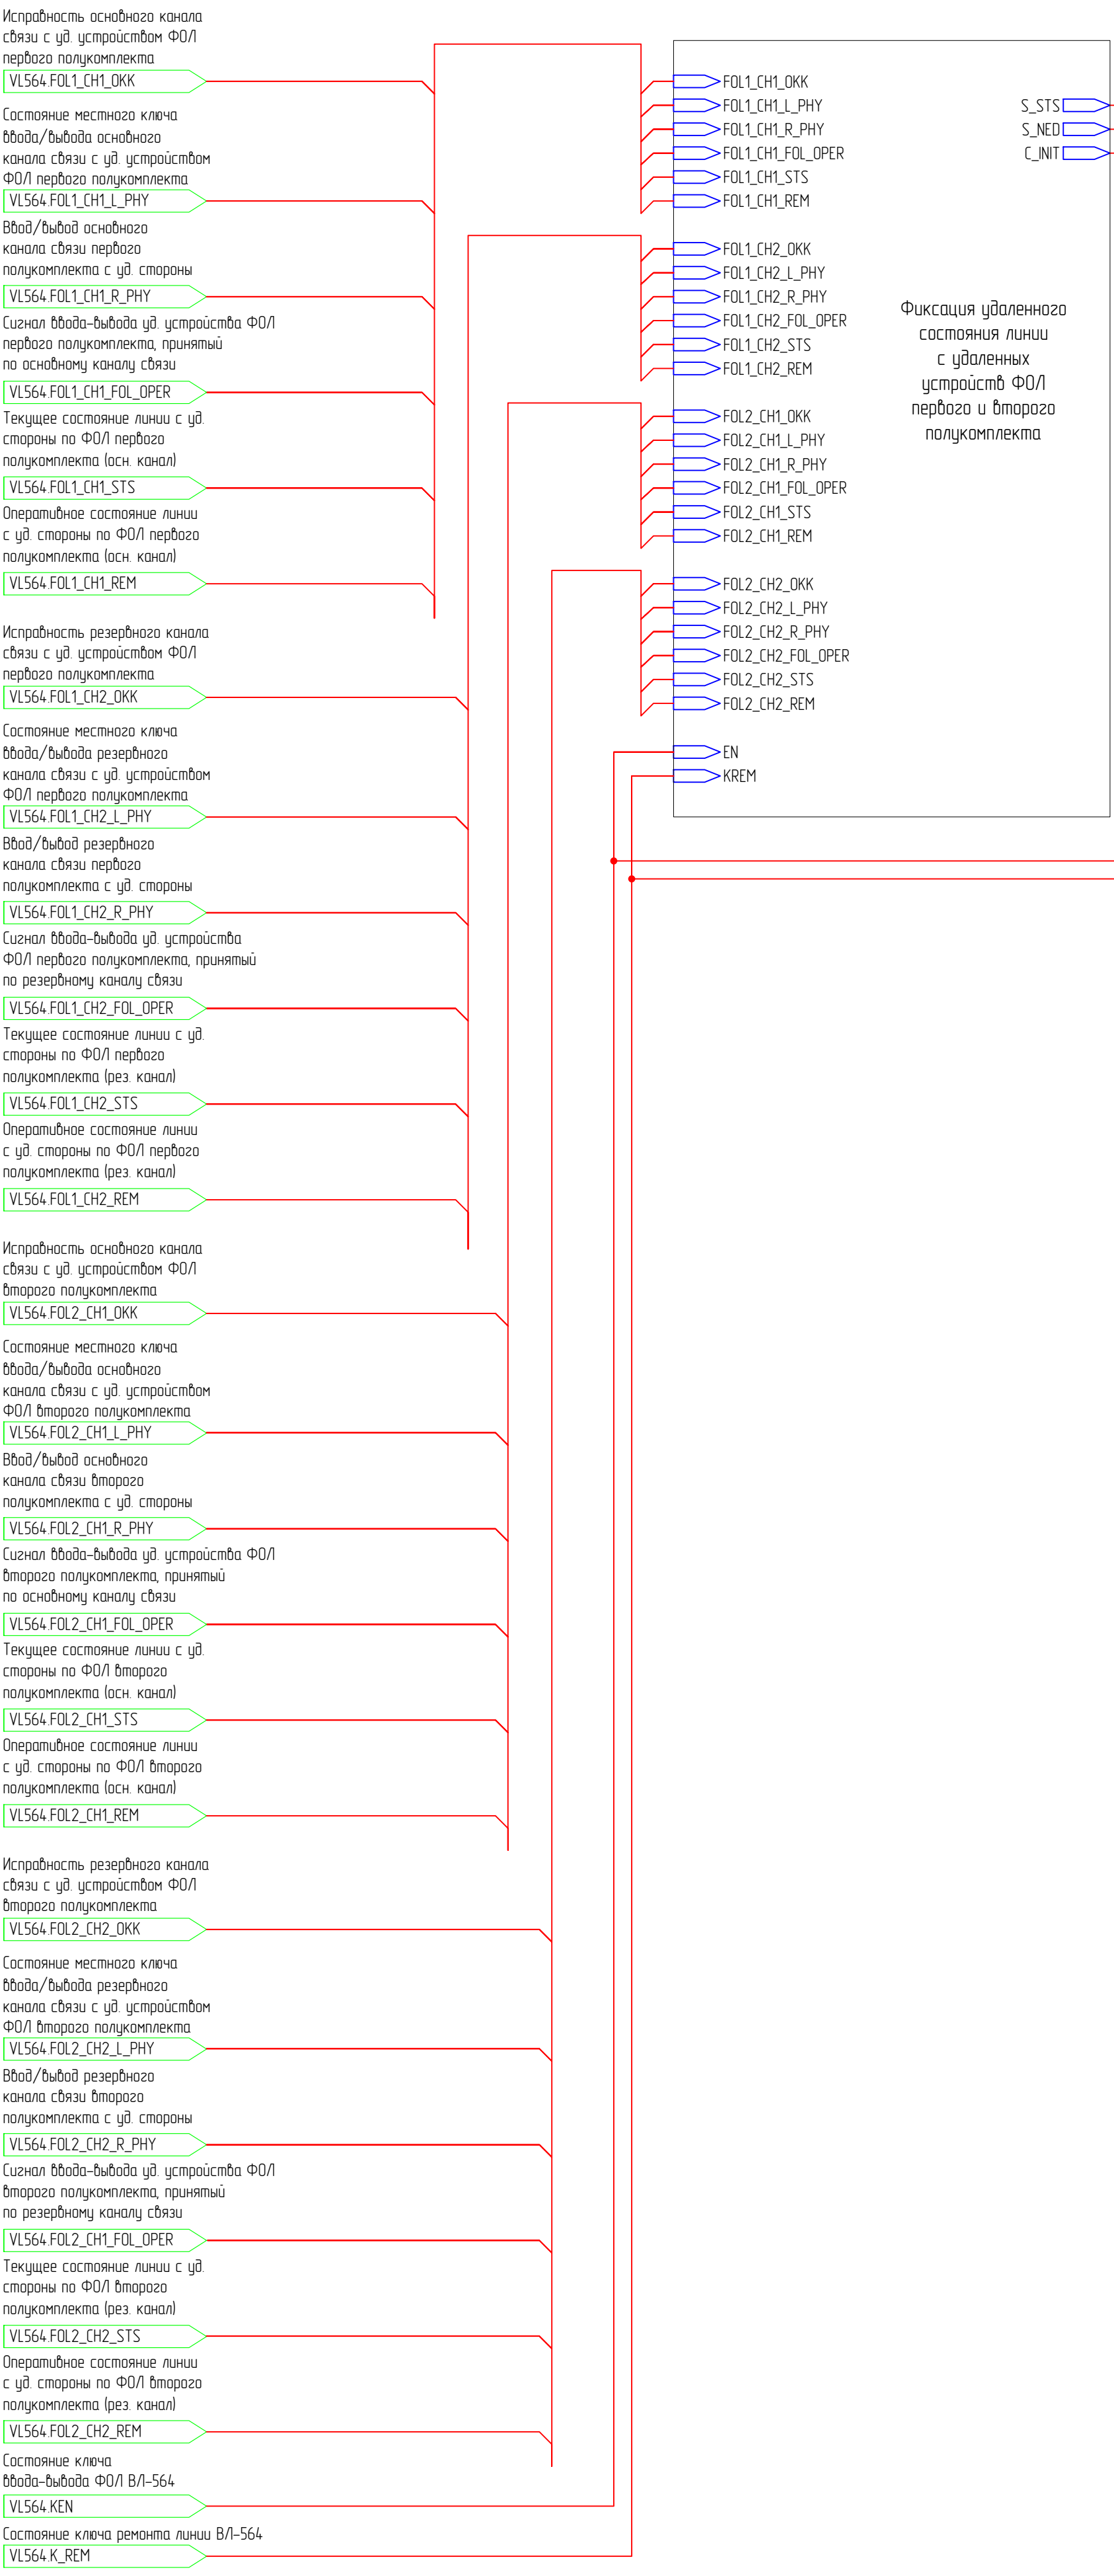 Исправность основного канала
связи с уд. устройством ФОЛ
первого полукомплекта
VL564.FOL1_CH1_OKK
Состояние местного ключа
ввода/вывода основного
канала связи с уд. устройством
ФОЛ первого полукомплекта
VL564.FOL1_CH1_L_PHY
Ввод/вывод основного
канала связи первого
полукомплекта с уд. стороны
VL564.FOL1_CH1_R_PHY
Сигнал ввода-вывода уд. устройства ФОЛ
первого полукомплекта, принятый
по основному каналу связи
VL564.FOL1_CH1_FOL_OPER
Текущее состояние линии с уд.
стороны по ФОЛ первого
полукомплекта (осн. канал)
VL564.FOL1_CH1_STS
Оперативное состояние линии
с уд. стороны по ФОЛ первого
полукомплекта (осн. канал)
VL564.FOL1_CH1_REM
Исправность резервного канала
связи с уд. устройством ФОЛ
первого полукомплекта
VL564.FOL1_CH2_OKK
Состояние местного ключа
ввода/вывода резервного
канала связи с уд. устройством
ФОЛ первого полукомплекта
VL564.FOL1_CH2_L_PHY
Ввод/вывод резервного
канала связи первого
полукомплекта с уд. стороны
VL564.FOL1_CH2_R_PHY
Сигнал ввода-вывода уд. устройства
ФОЛ первого полукомплекта, принятый
по резервному каналу связи
VL564.FOL1_CH2_FOL_OPER
Текущее состояние линии с уд.
стороны по ФОЛ первого
полукомплекта (рез. канал)
VL564.FOL1_CH2_STS
Оперативное состояние линии
с уд. стороны по ФОЛ первого
полукомплекта (рез. канал)
VL564.FOL1_CH2_REM
Исправность основного канала
связи с уд. устройством ФОЛ
второго полукомплекта
VL564.FOL2_CH1_OKK
Состояние местного ключа
ввода/вывода основного
канала связи с уд. устройством
ФОЛ второго полукомплекта
VL564.FOL2_CH1_L_PHY
Ввод/вывод основного
канала связи второго
полукомплекта с уд. стороны
VL564.FOL2_CH1_R_PHY
Сигнал ввода-вывода уд. устройства ФОЛ
второго полукомплекта, принятый
по основному каналу связи
VL564.FOL2_CH1_FOL_OPER
Текущее состояние линии с уд.
стороны по ФОЛ второго
полукомплекта (осн. канал)
VL564.FOL2_CH1_STS
Оперативное состояние линии
с уд. стороны по ФОЛ второго
полукомплекта (осн. канал)
VL564.FOL2_CH1_REM
Исправность резервного канала
связи с уд. устройством ФОЛ
второго полукомплекта
VL564.FOL2_CH2_OKK
Состояние местного ключа
ввода/вывода резервного
канала связи с уд. устройством
ФОЛ второго полукомплекта
VL564.FOL2_CH2_L_PHY
Ввод/вывод резервного
канала связи второго
полукомплекта с уд. стороны
VL564.FOL2_CH2_R_PHY
Сигнал ввода-вывода уд. устройства ФОЛ
второго полукомплекта, принятый
по резервному каналу связи
VL564.FOL2_CH1_FOL_OPER
Текущее состояние линии с уд.
стороны по ФОЛ второго
полукомплекта (рез. канал)
VL564.FOL2_CH2_STS
Оперативное состояние линии
с уд. стороны по ФОЛ второго
полукомплекта (рез. канал)
VL564.FOL2_CH2_REM
Состояние ключа
ввода-вывода ФОЛ ВЛ-564
VL564.KEN
Состояние ключа ремонта линии ВЛ-564
VL564.K_REM
FOL1_CH1_OKK
FOL1_CH1_L_PHY
FOL1_CH1_R_PHY
FOL1_CH1_FOL_OPER
FOL1_CH1_STS
FOL1_CH1_REM
FOL1_CH2_OKK
FOL1_CH2_L_PHY
FOL1_CH2_R_PHY
FOL1_CH2_FOL_OPER
FOL1_CH2_STS
FOL1_CH2_REM
FOL2_CH1_OKK
FOL2_CH1_L_PHY
FOL2_CH1_R_PHY
FOL2_CH1_FOL_OPER
FOL2_CH1_STS
FOL2_CH1_REM
FOL2_CH2_OKK
FOL2_CH2_L_PHY
FOL2_CH2_R_PHY
FOL2_CH2_FOL_OPER
FOL2_CH2_STS
FOL2_CH2_REM
EN
KREM
Фиксация удаленного
состояния линии
с удаленных
устройств ФОЛ
первого и второго
полукомплекта
S_STS
S_NED
C_INIT